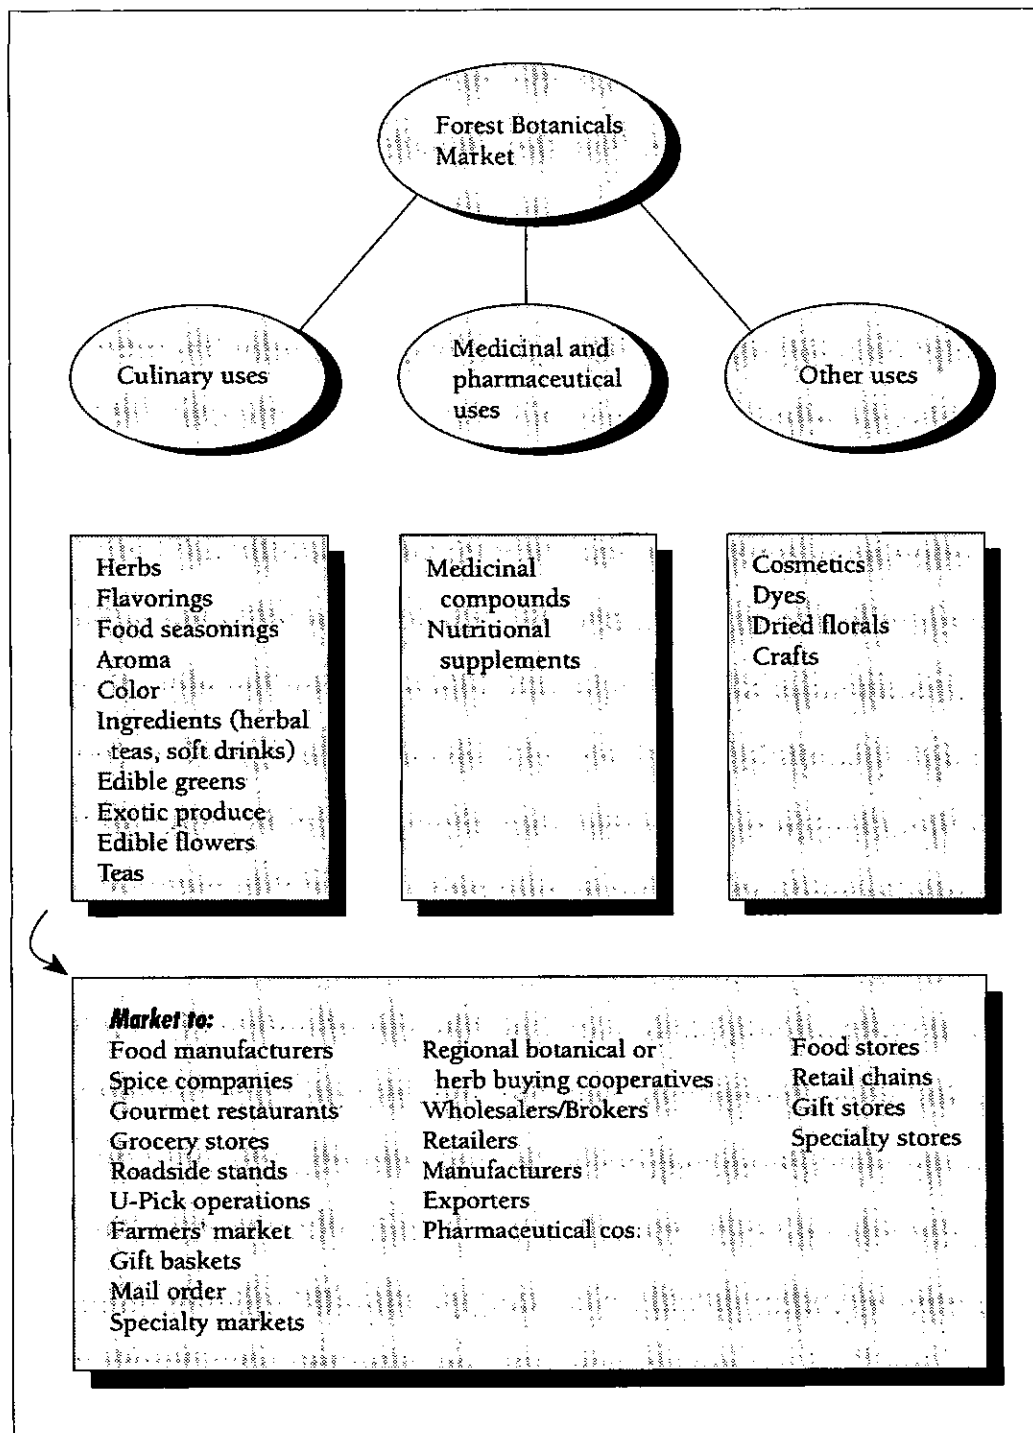 Forest Botanicals
Market
Culinary uses
Medicinal and
pharmaceutical
uses
Other uses
Herbs
Flavorings
Food seasonings
Aroma
Color
Ingredients (herbal
teas, soft drinks)
Edible greens
Exotic produce
Edible flowers
Teas
Medicinal
compounds
Nutritional
supplements
Cosmetics
Dyes
Dried florals
Crafts
Market to:
Food manufacturers
Spice companies
Gourmet restaurants
Grocery stores
Roadside stands
U-Pick operations
Farmers' market
Gift baskets
Mail order
Specialty markets
Regional botanical or
herb buying cooperatives
Wholesalers/Brokers
Retailers
Manufacturers
Exporters
Pharmaceutical cos.
Food stores
Retail chains
Gift stores
Specialty stores